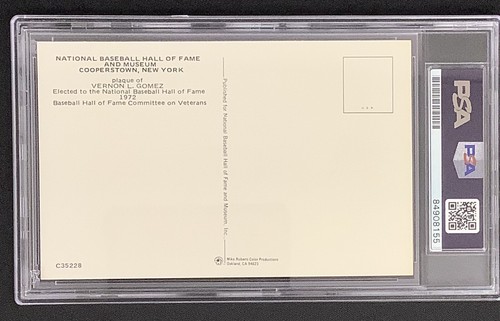 NATIONAL BASEBALL HALL OF FAME
AND MUSEUM
COOPERSTOWN, NEW YORK
plaque of
VERNON L. GOMEZ
Elected to the National Baseball Hall of Fame
1972
Baseball Hall of Fame Committee on Veterans
Published for National Baseball Hall of Fame and Museum, Inc.
C35228
Mike Roberts Color Productions
Oakland, CA 94623
PSA
PSA
84908155